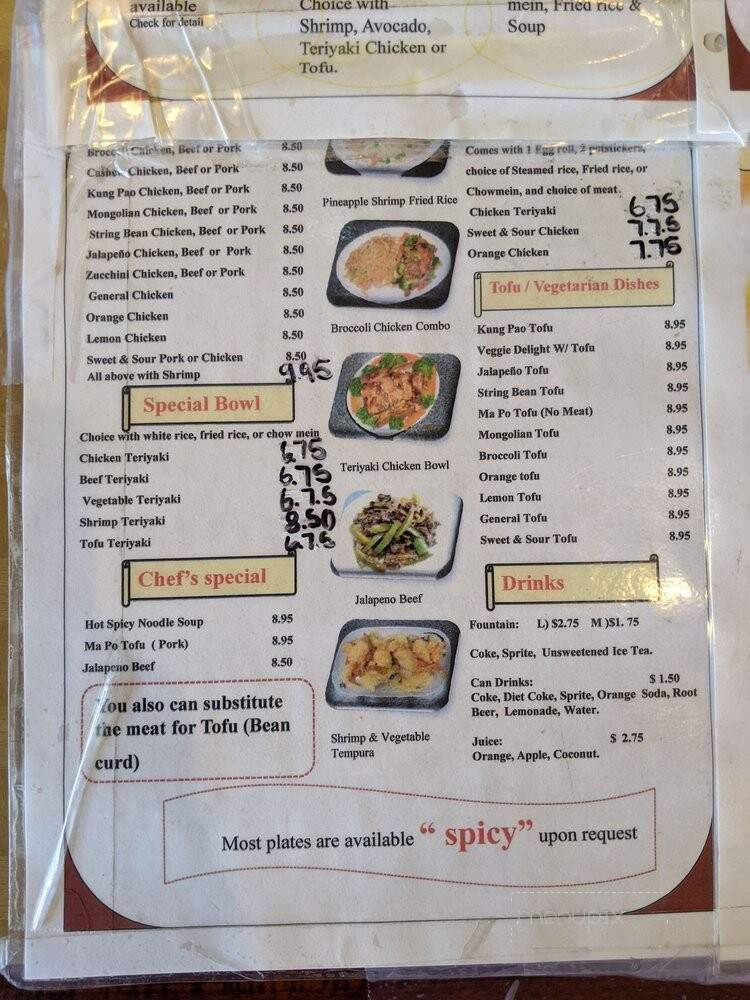 available
Check for detail
Choice with
Shrimp, Avocado,
Teriyaki Chicken or
Tofu.
mein, Fried rice &
Soup
Broccoli Chicken, Beef or Pork 8.50
Cashew Chicken, Beef or Pork 8.50
Kung Pao Chicken, Beef or Pork 8.50
Mongolian Chicken, Beef or Pork 8.50
String Bean Chicken, Beef or Pork 8.50
Jalapeño Chicken, Beef or Pork 8.50
Zucchini Chicken, Beef or Pork 8.50
General Chicken 8.50
Orange Chicken 8.50
Lemon Chicken 8.50
Sweet & Sour Pork or Chicken 8.50
All above with Shrimp 9.95
Special Bowl
Choice with white rice, fried rice, or chow mein
Chicken Teriyaki 6.75
Beef Teriyaki 6.75
Vegetable Teriyaki 6.75
Shrimp Teriyaki 8.50
Tofu Teriyaki 6.75
Chef's special
Hot Spicy Noodle Soup 8.95
Ma Po Tofu ( Pork) 8.95
Jalapeno Beef 8.50
You also can substitute
the meat for Tofu (Bean
curd)
Pineapple Shrimp Fried Rice
Broccoli Chicken Combo
Teriyaki Chicken Bowl
Jalapeno Beef
Shrimp & Vegetable
Tempura
Comes with 1 Egg roll, 2 potstickers,
choice of Steamed rice, Fried rice, or
Chowmein, and choice of meat.
Chicken Teriyaki 6.75
Sweet & Sour Chicken 7.75
Orange Chicken 7.75
Tofu / Vegetarian Dishes
Kung Pao Tofu 8.95
Veggie Delight W/ Tofu 8.95
Jalapeño Tofu 8.95
String Bean Tofu 8.95
Ma Po Tofu (No Meat) 8.95
Mongolian Tofu 8.95
Broccoli Tofu 8.95
Orange tofu 8.95
Lemon Tofu 8.95
General Tofu 8.95
Sweet & Sour Tofu 8.95
Drinks
Fountain: L) $2.75 M )$1. 75
Coke, Sprite, Unsweetened Ice Tea.
Can Drinks: $ 1.50
Coke, Diet Coke, Sprite, Orange Soda, Root
Beer, Lemonade, Water.
Juice: $ 2.75
Orange, Apple, Coconut.
Most plates are available “ spicy” upon request
menupix